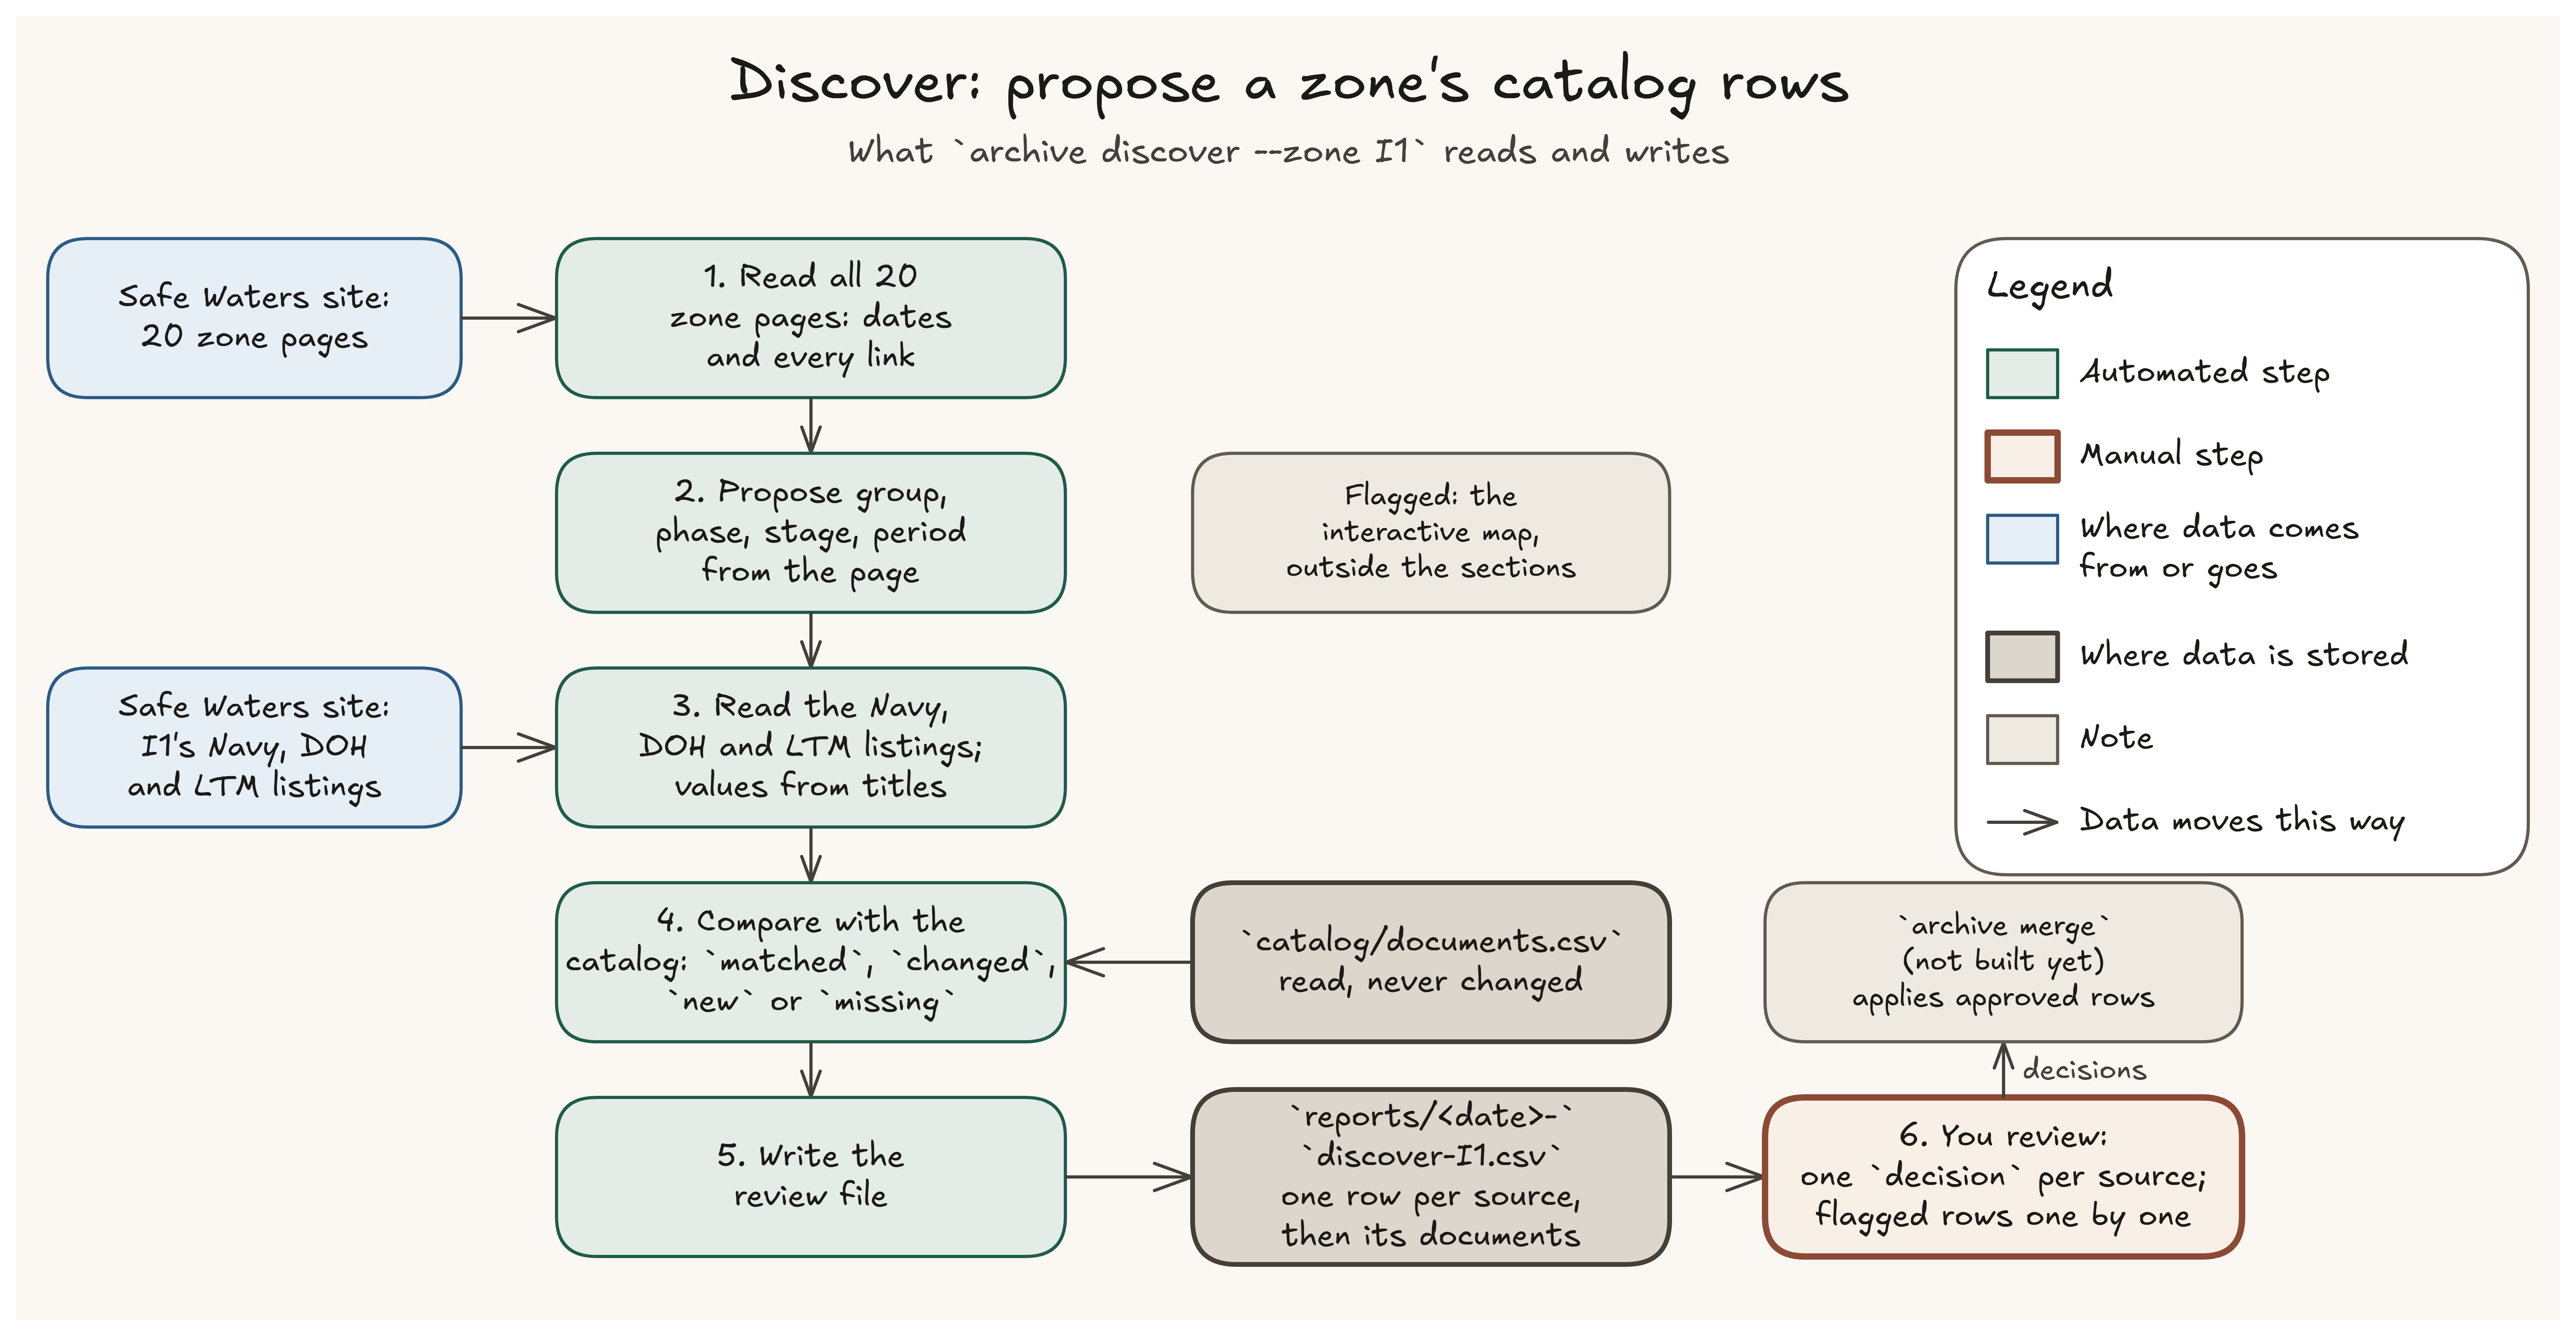 Discover: propose a zone's catalog rows
What `archive discover --zone I1` reads and writes
Safe Waters site:
20 zone pages
1. Read all 20
zone pages: dates
and every link
2. Propose group,
phase, stage, period
from the page
Flagged: the
interactive map,
outside the sections
Safe Waters site:
I1's Navy, DOH
and LTM listings
3. Read the Navy,
DOH and LTM listings;
values from titles
4. Compare with the
catalog: `matched`, `changed`,
`new` or `missing`
`catalog/documents.csv`
read, never changed
`archive merge`
(not built yet)
applies approved rows
decisions
5. Write the
review file
`reports/<date>-`
`discover-I1.csv`
one row per source,
then its documents
6. You review:
one `decision` per source;
flagged rows one by one
Legend
Automated step
Manual step
Where data comes
from or goes
Where data is stored
Note
Data moves this way